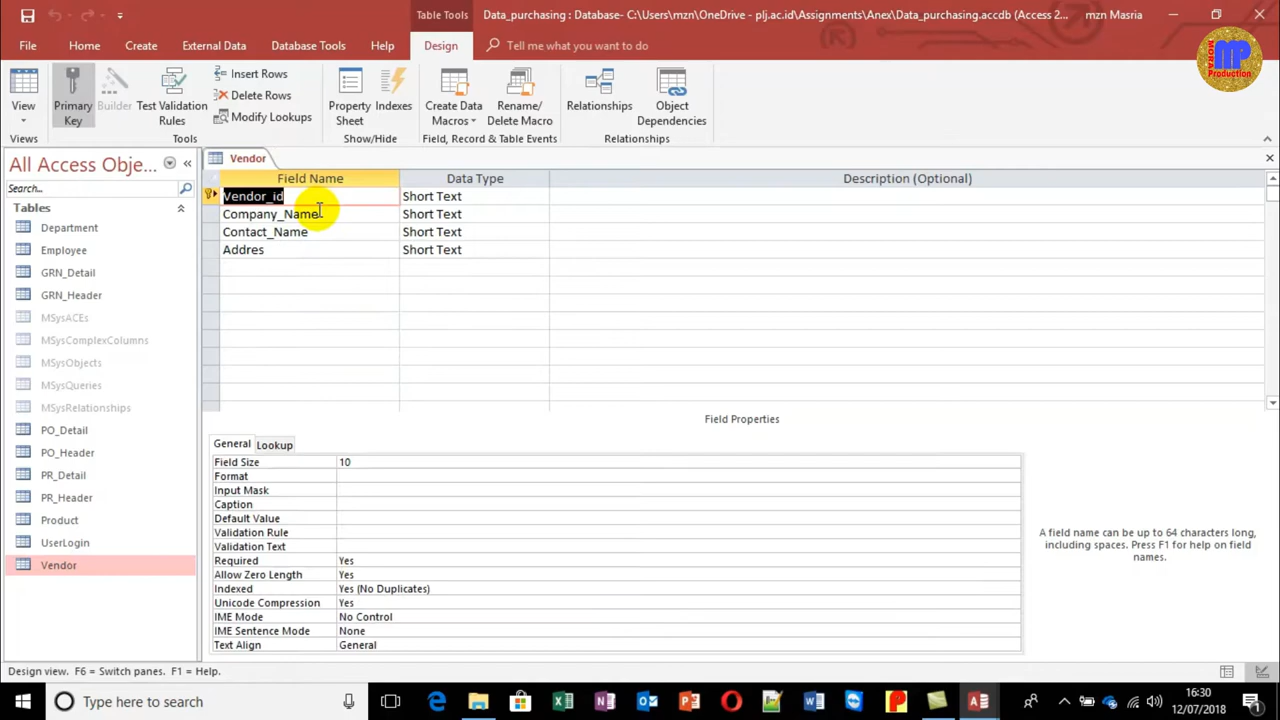 Table Tools
Data_purchasing : Database- C:\Users\mzn\OneDrive - plj.ac.id\Assignments\Anex\Data_purchasing.accdb (Access 2...
mzn Masria
File
Home
Create
External Data
Database Tools
Help
Design
Tell me what you want to do
MORA
MP
Production
View
Primary Key
Builder
Test Validation Rules
Insert Rows
Delete Rows
Modify Lookups
Property Sheet
Indexes
Create Data Macros
Rename/ Delete Macro
Relationships
Object Dependencies
Views
Tools
Show/Hide
Field, Record & Table Events
Relationships
All Access Obje...
Search...
Tables
Department
Employee
GRN_Detail
GRN_Header
MSysACEs
MSysComplexColumns
MSysObjects
MSysQueries
MSysRelationships
PO_Detail
PO_Header
PR_Detail
PR_Header
Product
UserLogin
Vendor
Vendor
Field Name Data Type Description (Optional)
Vendor_id Short Text
Company_Name Short Text
Contact_Name Short Text
Addres Short Text
Field Properties
General Lookup
Field Size 10
Format
Input Mask
Caption
Default Value
Validation Rule
Validation Text
Required Yes
Allow Zero Length Yes
Indexed Yes (No Duplicates)
Unicode Compression Yes
IME Mode No Control
IME Sentence Mode None
Text Align General
A field name can be up to 64 characters long,
including spaces. Press F1 for help on field
names.
Design view. F6 = Switch panes. F1 = Help.
Type here to search
16:30
12/07/2018